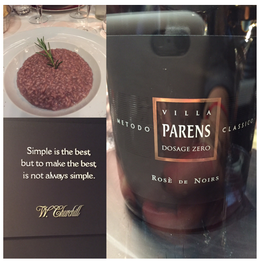 Simple is the best,
but to make the best,
is not always simple.
W. Churchill
VILLA
PARENS
METODO CLASSICO
DOSAGE ZERO
ROSÈ DE NOIRS